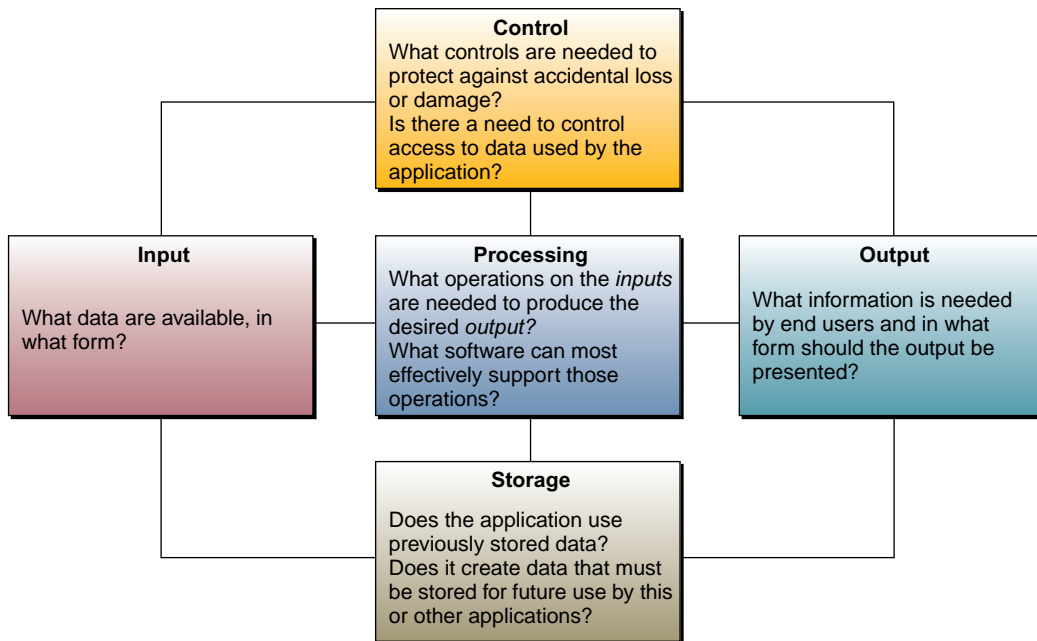 Control
What controls are needed to
protect against accidental loss
or damage?
Is there a need to control
access to data used by the
application?
Input
What data are available, in
what form?
Processing
What operations on the inputs
are needed to produce the
desired output?
What software can most
effectively support those
operations?
Output
What information is needed
by end users and in what
form should the output be
presented?
Storage
Does the application use
previously stored data?
Does it create data that must
be stored for future use by this
or other applications?